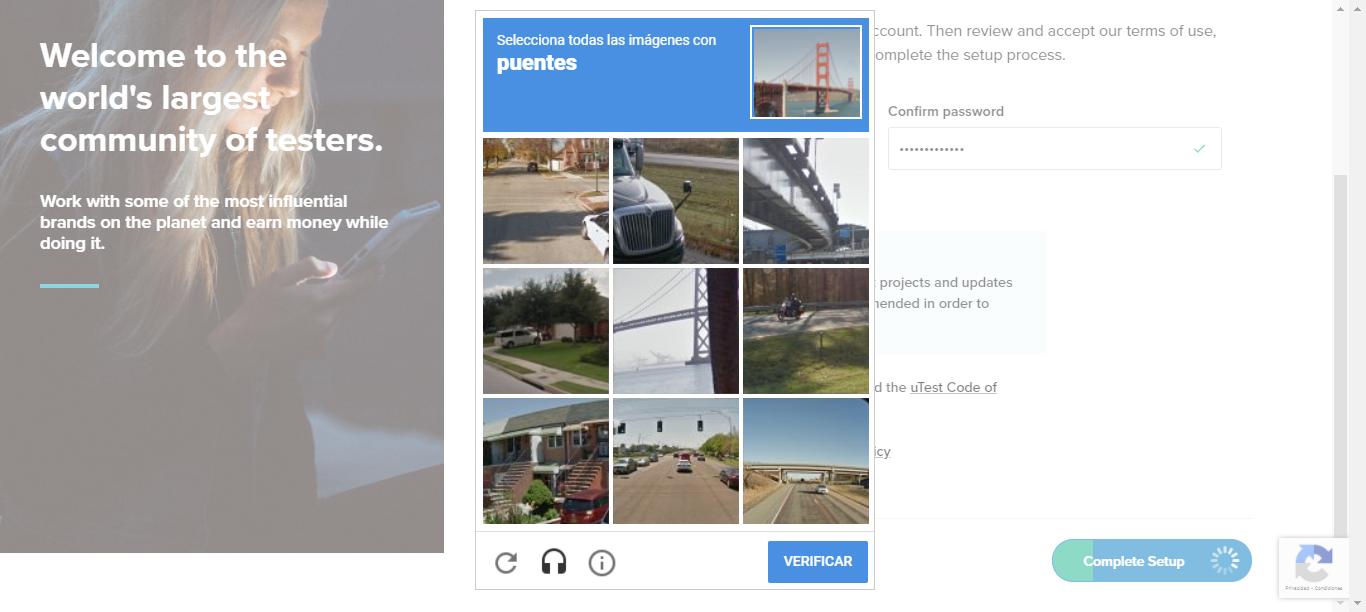 Welcome to the
world's largest
community of testers.
Work with some of the most influential
brands on the planet and earn money while
doing it.
Selecciona todas las imágenes con
puentes
VERIFICAR
ccount. Then review and accept our terms of use,
omplete the setup process.
Confirm password
projects and updates
nended in order to
d the uTest Code of
icy
Complete Setup
Privacidad - Condiciones